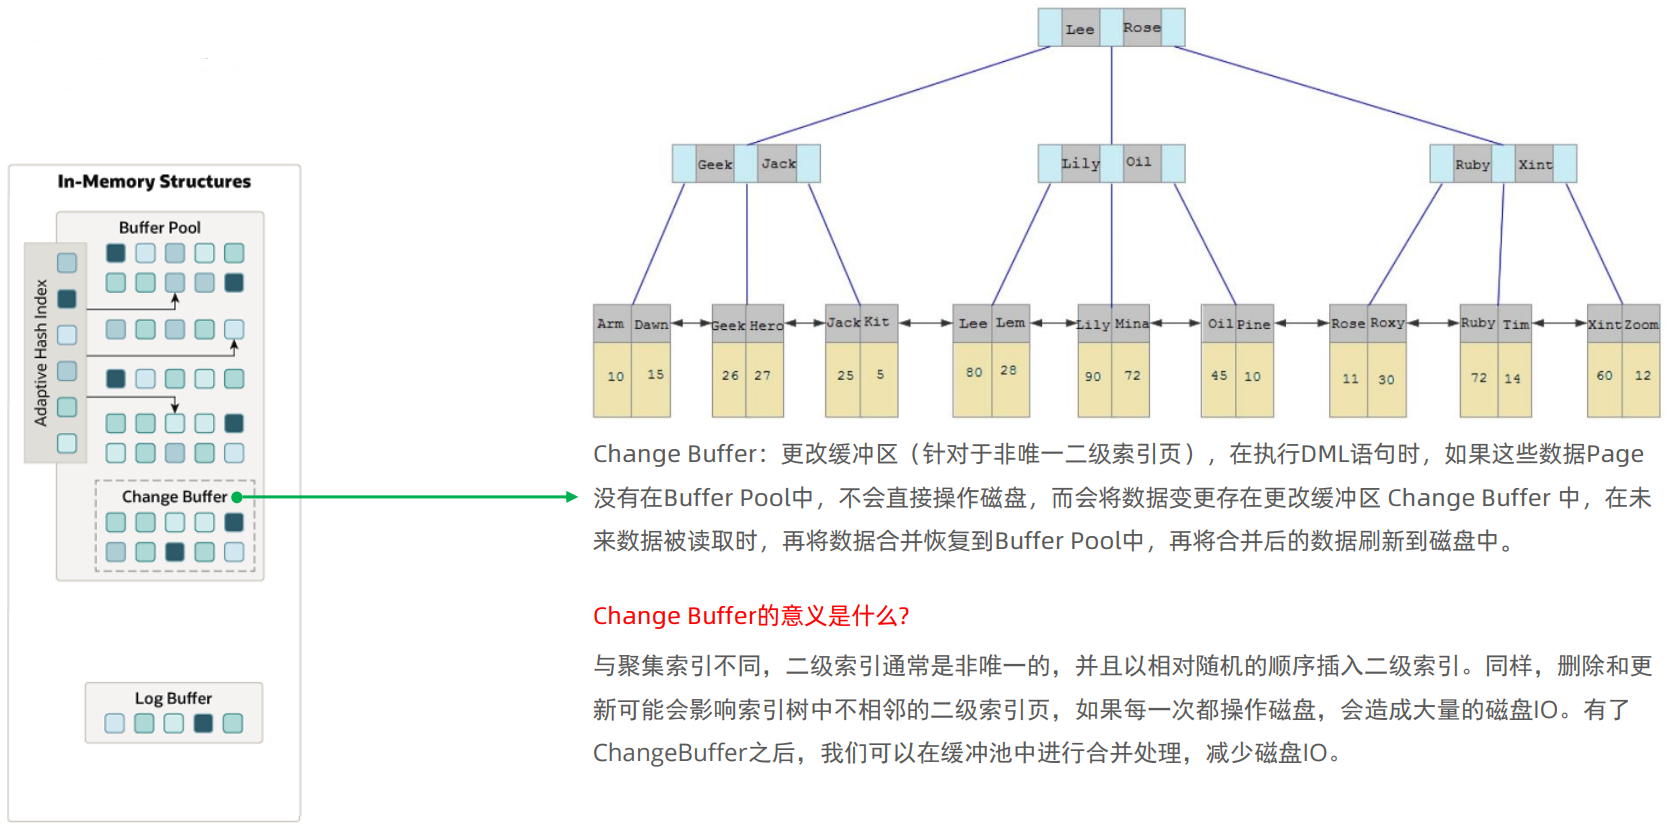 Lee Rose
Geek Jack
Lily Oil
Ruby Xint
Arm Dawn Geek Hero Jack Kit Lee Lem Lily Mina Oil Pine Rose Roxy Ruby Tim Xint Zoom
10 15 26 27 25 5 80 28 90 72 45 10 11 30 72 14 60 12
In-Memory Structures
Buffer Pool
Adaptive Hash Index
Change Buffer
Log Buffer
Change Buffer：更改缓冲区（针对于非唯一二级索引页），在执行DML语句时，如果这些数据Page
没有在Buffer Pool中，不会直接操作磁盘，而会将数据变更存在更改缓冲区 Change Buffer 中，在未
来数据被读取时，再将数据合并恢复到Buffer Pool中，再将合并后的数据刷新到磁盘中。
Change Buffer的意义是什么?
与聚集索引不同，二级索引通常是非唯一的，并且以相对随机的顺序插入二级索引。同样，删除和更
新可能会影响索引树中不相邻的二级索引页，如果每一次都操作磁盘，会造成大量的磁盘IO。有了
ChangeBuffer之后，我们可以在缓冲池中进行合并处理，减少磁盘IO。